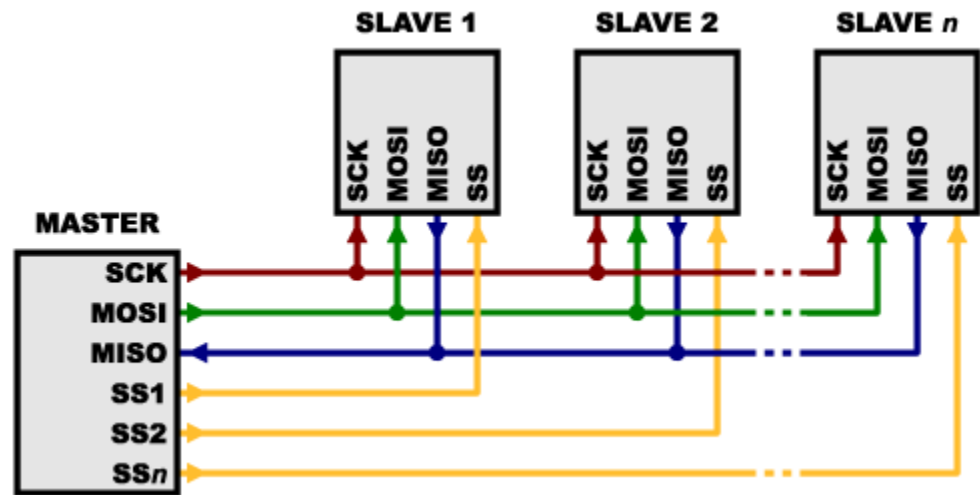 SLAVE 1 SLAVE 2 SLAVE n
SCK MOSI MISO SS SCK MOSI MISO SS SCK MOSI MISO SS
MASTER
SCK
MOSI
MISO
SS1
SS2
SSn